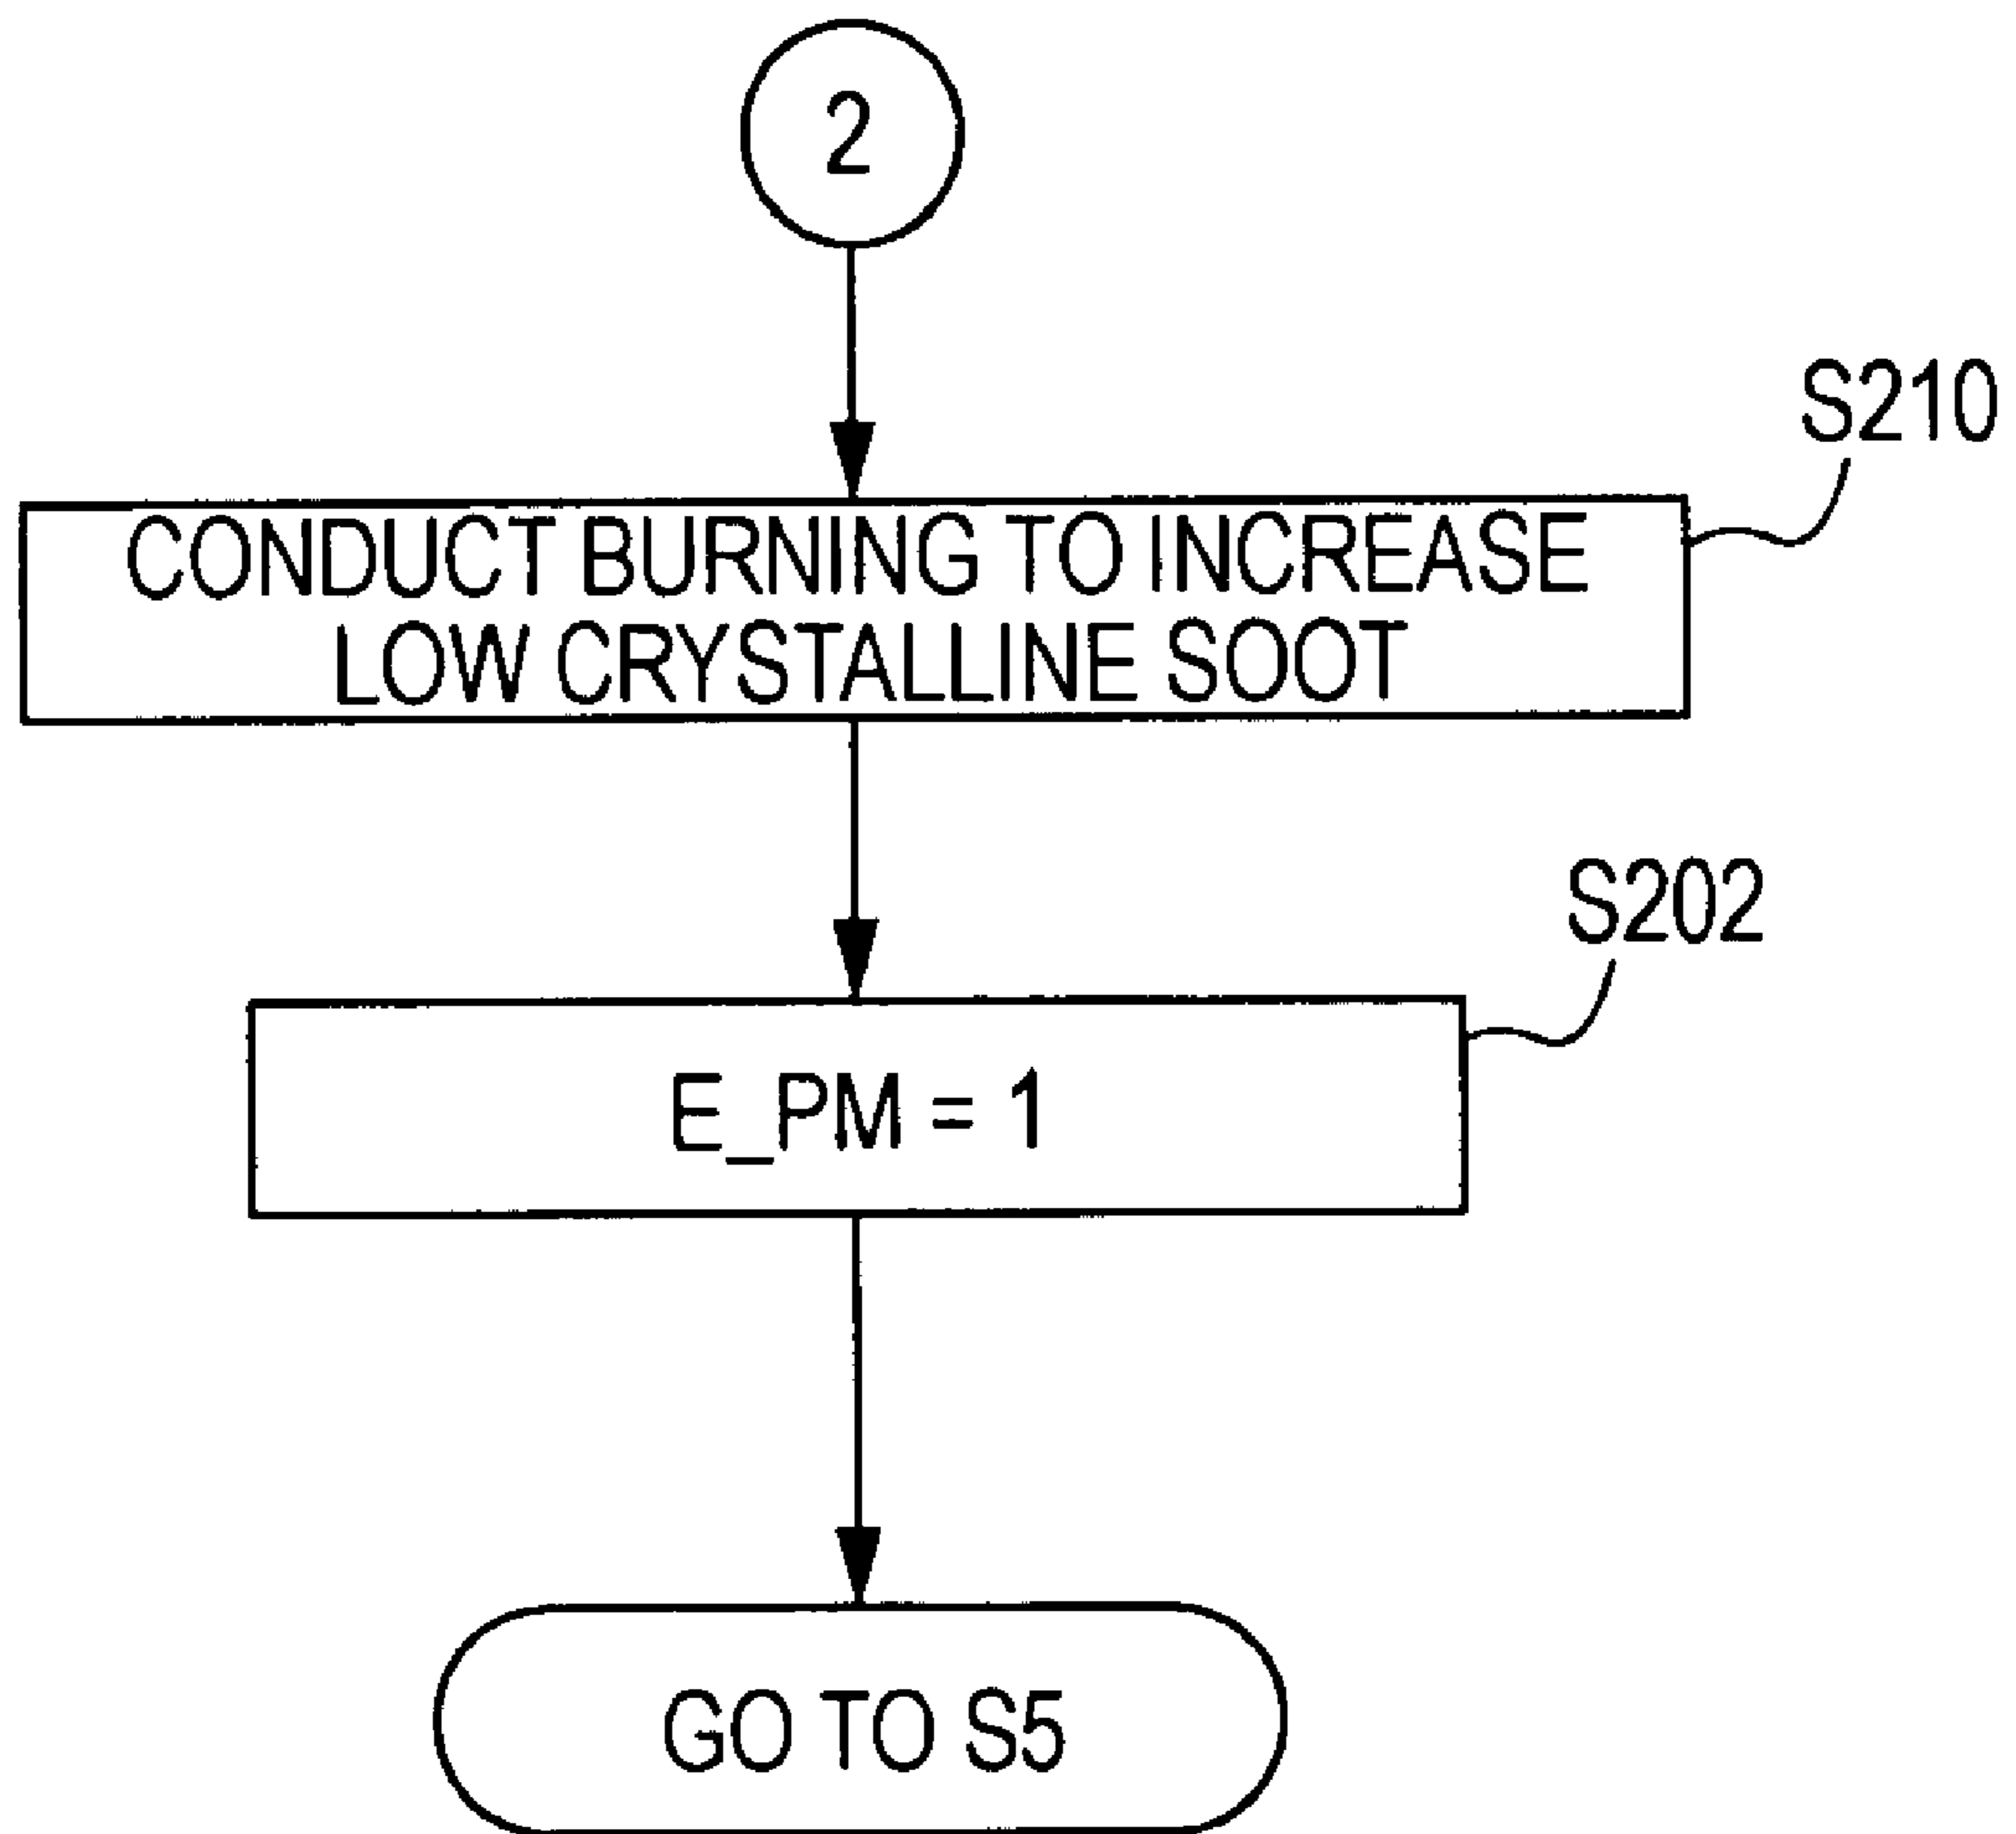 2
S210
CONDUCT BURNING TO INCREASE
LOW CRYSTALLINE SOOT
S202
E_PM = 1
GO TO S5